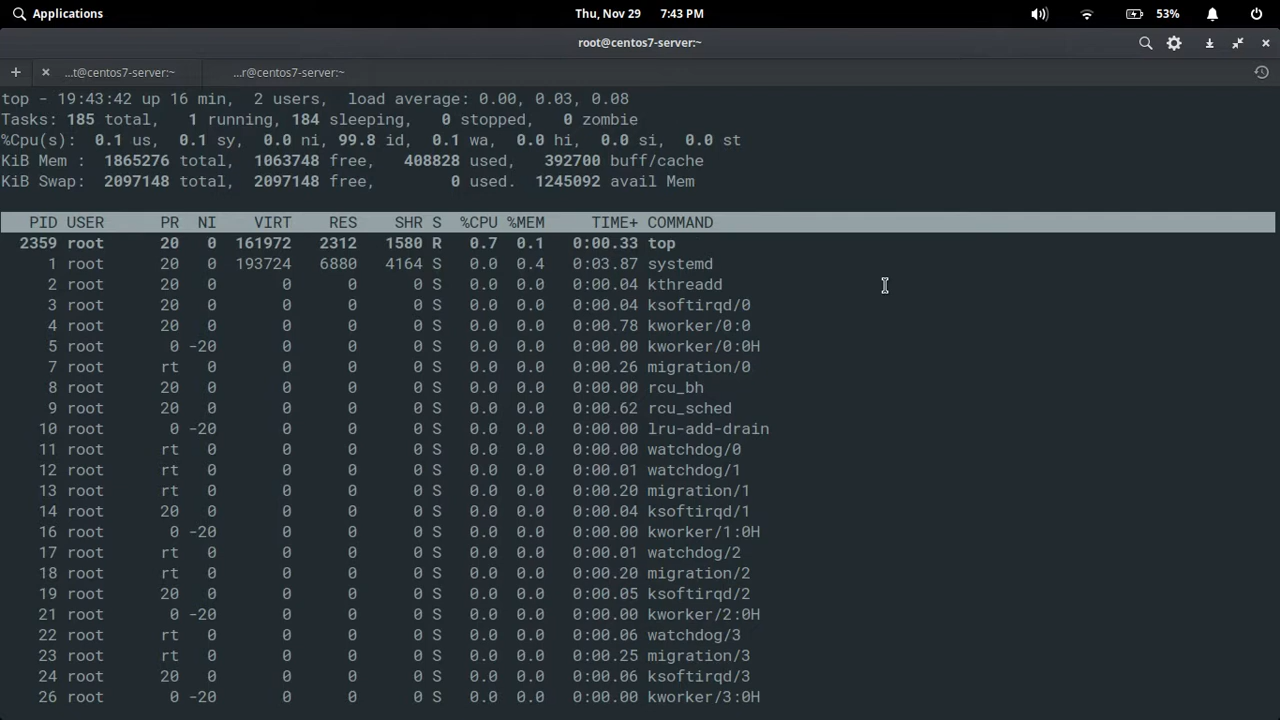 Applications Thu, Nov 29 7:43 PM 53%
root@centos7-server:~
...t@centos7-server:~ ...r@centos7-server:~
top - 19:43:42 up 16 min,  2 users,  load average: 0.00, 0.03, 0.08
Tasks: 185 total,   1 running, 184 sleeping,   0 stopped,   0 zombie
%Cpu(s):  0.1 us,  0.1 sy,  0.0 ni, 99.8 id,  0.1 wa,  0.0 hi,  0.0 si,  0.0 st
KiB Mem :  1865276 total,  1063748 free,   408828 used,   392700 buff/cache
KiB Swap:  2097148 total,  2097148 free,        0 used.  1245092 avail Mem
PID USER PR NI VIRT RES SHR S %CPU %MEM TIME+ COMMAND
2359 root 20 0 161972 2312 1580 R 0.7 0.1 0:00.33 top
1 root 20 0 193724 6880 4164 S 0.0 0.4 0:03.87 systemd
2 root 20 0 0 0 0 S 0.0 0.0 0:00.04 kthreadd
3 root 20 0 0 0 0 S 0.0 0.0 0:00.04 ksoftirqd/0
4 root 20 0 0 0 0 S 0.0 0.0 0:00.78 kworker/0:0
5 root 0 -20 0 0 0 S 0.0 0.0 0:00.00 kworker/0:0H
7 root rt 0 0 0 0 S 0.0 0.0 0:00.26 migration/0
8 root 20 0 0 0 0 S 0.0 0.0 0:00.00 rcu_bh
9 root 20 0 0 0 0 S 0.0 0.0 0:00.62 rcu_sched
10 root 0 -20 0 0 0 S 0.0 0.0 0:00.00 lru-add-drain
11 root rt 0 0 0 0 S 0.0 0.0 0:00.00 watchdog/0
12 root rt 0 0 0 0 S 0.0 0.0 0:00.01 watchdog/1
13 root rt 0 0 0 0 S 0.0 0.0 0:00.20 migration/1
14 root 20 0 0 0 0 S 0.0 0.0 0:00.04 ksoftirqd/1
16 root 0 -20 0 0 0 S 0.0 0.0 0:00.00 kworker/1:0H
17 root rt 0 0 0 0 S 0.0 0.0 0:00.01 watchdog/2
18 root rt 0 0 0 0 S 0.0 0.0 0:00.20 migration/2
19 root 20 0 0 0 0 S 0.0 0.0 0:00.05 ksoftirqd/2
21 root 0 -20 0 0 0 S 0.0 0.0 0:00.00 kworker/2:0H
22 root rt 0 0 0 0 S 0.0 0.0 0:00.06 watchdog/3
23 root rt 0 0 0 0 S 0.0 0.0 0:00.25 migration/3
24 root 20 0 0 0 0 S 0.0 0.0 0:00.06 ksoftirqd/3
26 root 0 -20 0 0 0 S 0.0 0.0 0:00.00 kworker/3:0H